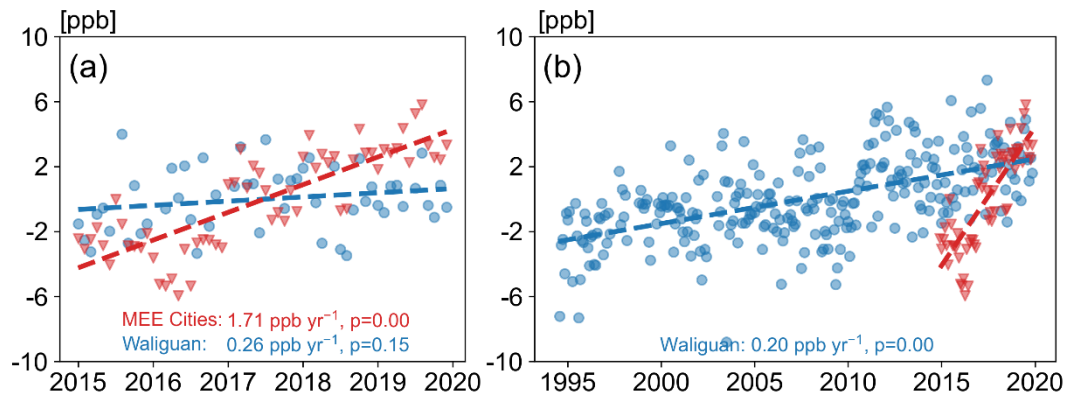 [ppb]
(a)
10
6
2
-2
-6
-10
MEE Cities: 1.71 ppb yr⁻¹, p=0.00
Waliguan: 0.26 ppb yr⁻¹, p=0.15
2015 2016 2017 2018 2019 2020
[ppb]
(b)
10
6
2
-2
-6
-10
Waliguan: 0.20 ppb yr⁻¹, p=0.00
1995 2000 2005 2010 2015 2020